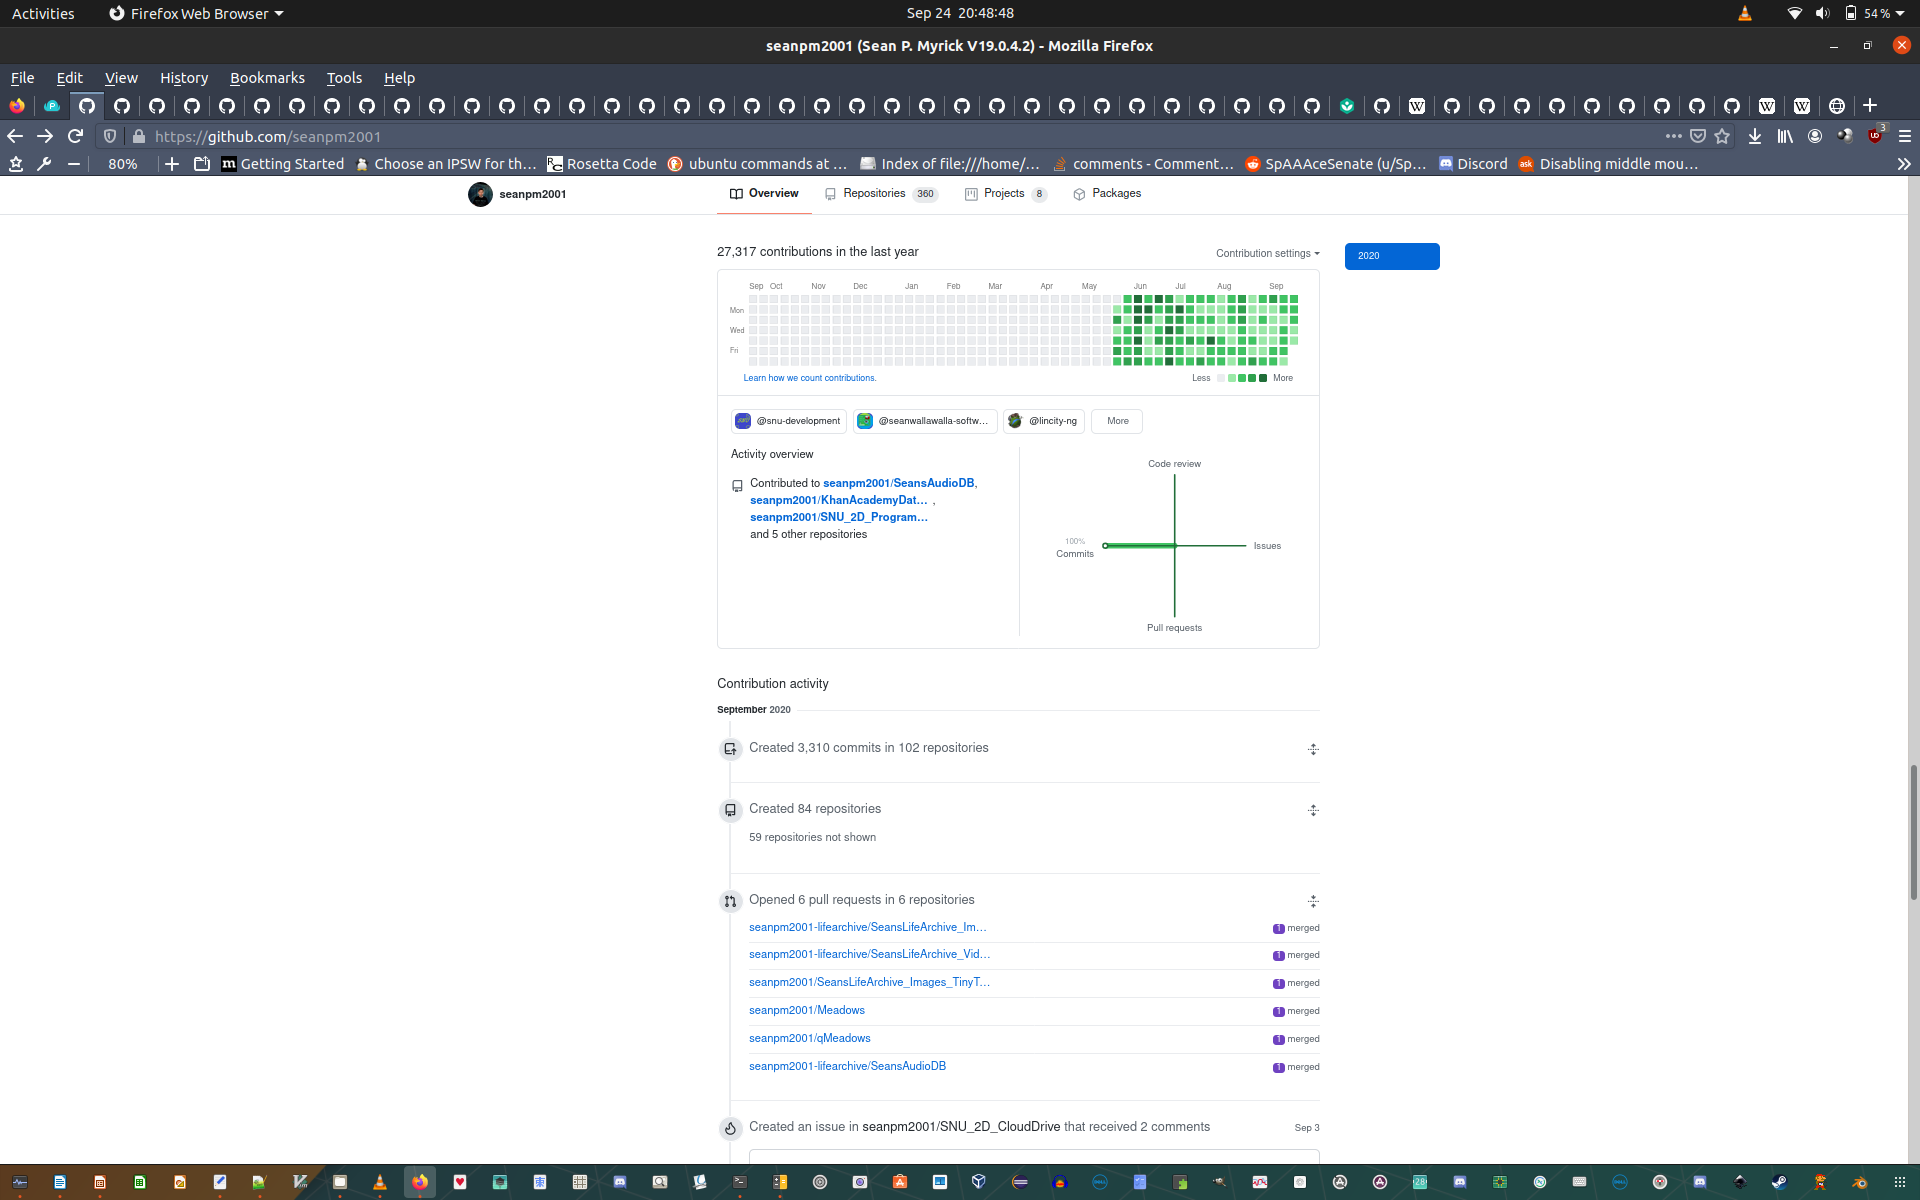 Activities Firefox Web Browser Sep 24 20:48:48 54%
seanpm2001 (Sean P. Myrick V19.0.4.2) - Mozilla Firefox
File Edit View History Bookmarks Tools Help
https://github.com/seanpm2001 3
80% Getting Started Choose an IPSW for th… Rosetta Code ubuntu commands at … Index of file:///home/… comments - Comment… SpAAAceSenate (u/Sp… Discord Disabling middle mou…
seanpm2001 Overview Repositories 360 Projects 8 Packages
27,317 contributions in the last year Contribution settings 2020
Sep Oct Nov Dec Jan Feb Mar Apr May Jun Jul Aug Sep
Mon
Wed
Fri
Learn how we count contributions. Less More
@snu-development @seanwallawalla-softw… @lincity-ng More
Activity overview
Code review
Contributed to seanpm2001/SeansAudioDB,
seanpm2001/KhanAcademyDat… ,
seanpm2001/SNU_2D_Program…
and 5 other repositories
100%
Commits
Issues
Pull requests
Contribution activity
September 2020
Created 3,310 commits in 102 repositories
Created 84 repositories
59 repositories not shown
Opened 6 pull requests in 6 repositories
seanpm2001-lifearchive/SeansLifeArchive_Im… 1 merged
seanpm2001-lifearchive/SeansLifeArchive_Vid… 1 merged
seanpm2001/SeansLifeArchive_Images_TinyT… 1 merged
seanpm2001/Meadows 1 merged
seanpm2001/qMeadows 1 merged
seanpm2001-lifearchive/SeansAudioDB 1 merged
Created an issue in seanpm2001/SNU_2D_CloudDrive that received 2 comments Sep 3